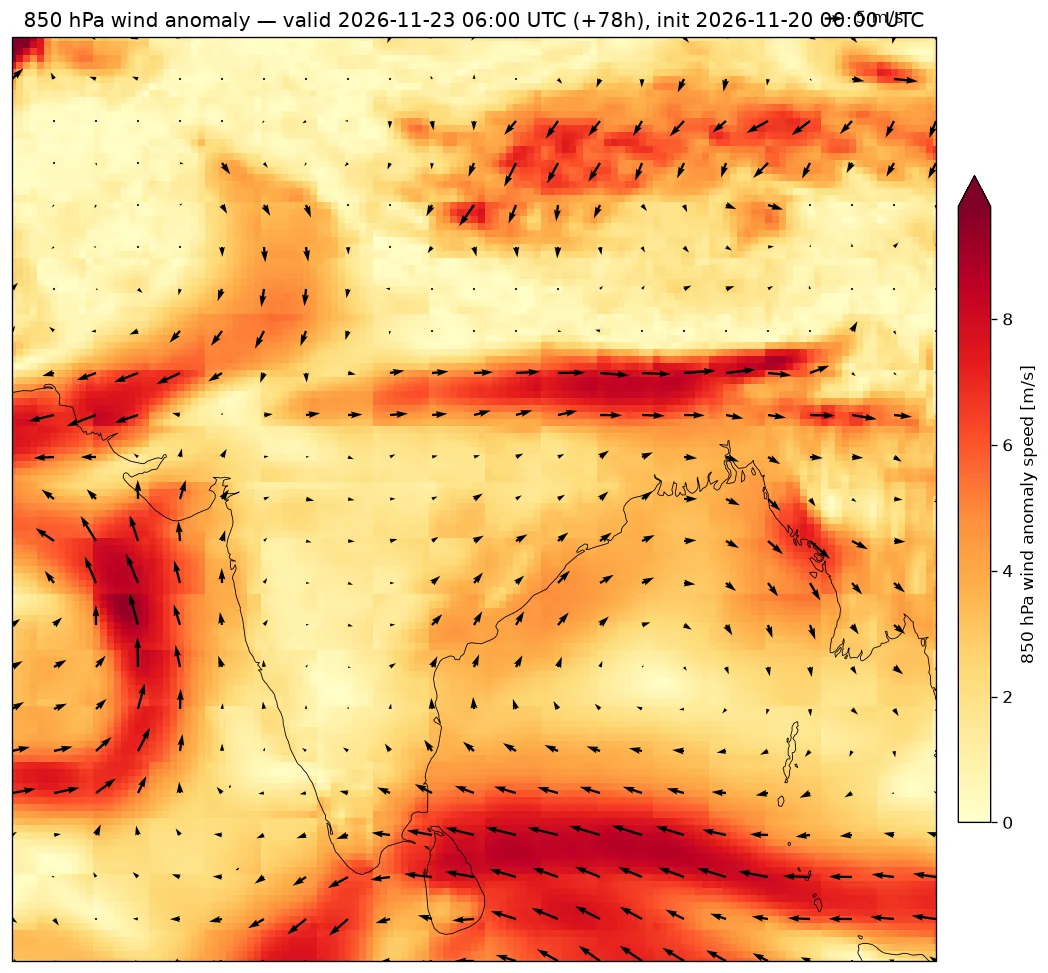 850 hPa wind anomaly — valid 2026-11-23 06:00 UTC (+78h), init 2026-11-20 00:00 UTC
5 m/s
8
6
4
2
0
850 hPa wind anomaly speed [m/s]